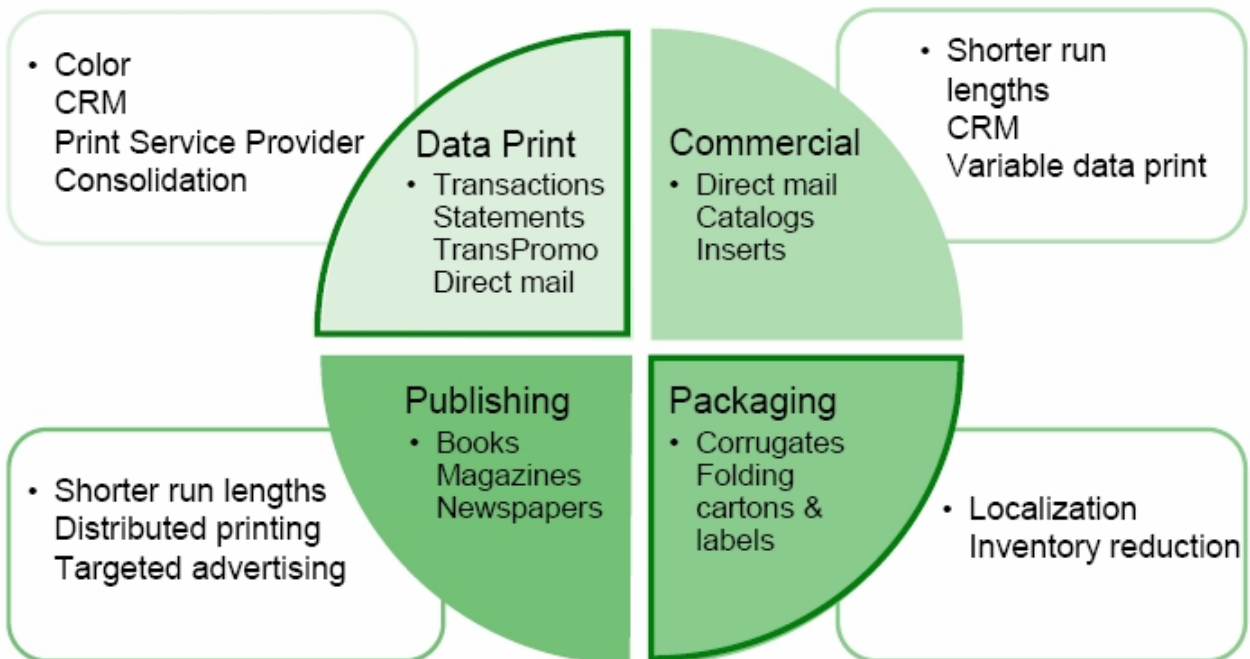 • Color
CRM
Print Service Provider
Consolidation
Data Print
• Transactions
Statements
TransPromo
Direct mail
Commercial
• Direct mail
Catalogs
Inserts
• Shorter run
lengths
CRM
Variable data print
• Shorter run lengths
Distributed printing
Targeted advertising
Publishing
• Books
Magazines
Newspapers
Packaging
• Corrugates
Folding
cartons &
labels
• Localization
Inventory reduction